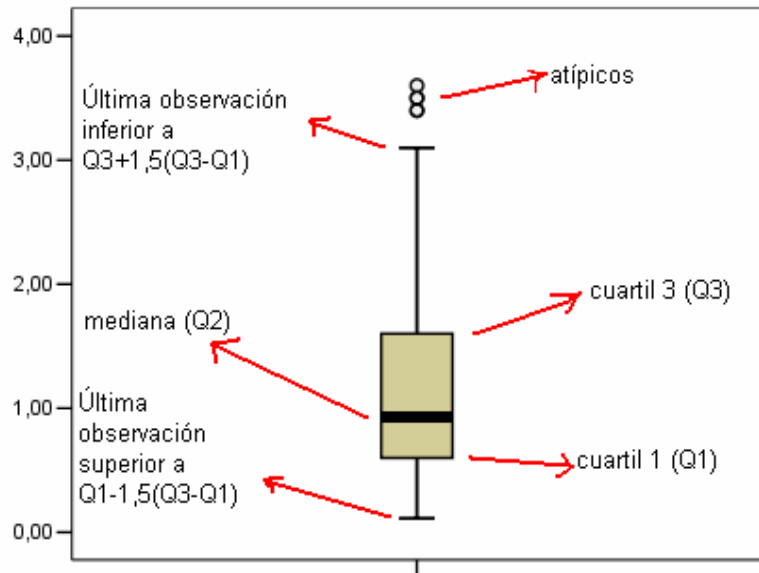 4,00
atípicos
Última observación
inferior a
Q3+1,5(Q3-Q1)
3,00
2,00
cuartil 3 (Q3)
mediana (Q2)
1,00
Última
observación
superior a
Q1-1,5(Q3-Q1)
cuartil 1 (Q1)
0,00